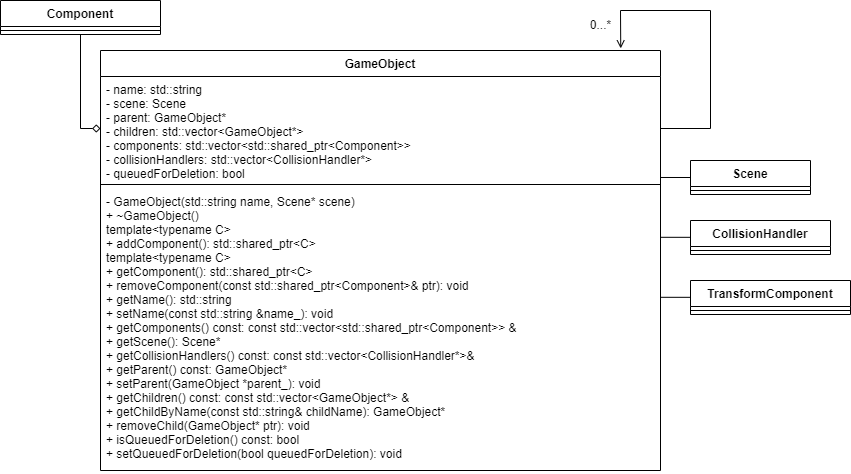 Component
0...*
GameObject
- name: std::string
- scene: Scene
- parent: GameObject*
- children: std::vector<GameObject*>
- components: std::vector<std::shared_ptr<Component>>
- collisionHandlers: std::vector<CollisionHandler*>
- queuedForDeletion: bool
- GameObject(std::string name, Scene* scene)
+ ~GameObject()
template<typename C>
+ addComponent(): std::shared_ptr<C>
template<typename C>
+ getComponent(): std::shared_ptr<C>
+ removeComponent(const std::shared_ptr<Component>& ptr): void
+ getName(): std::string
+ setName(const std::string &name_): void
+ getComponents() const: const std::vector<std::shared_ptr<Component>> &
+ getScene(): Scene*
+ getCollisionHandlers() const: const std::vector<CollisionHandler*>&
+ getParent() const: GameObject*
+ setParent(GameObject *parent_): void
+ getChildren() const: const std::vector<GameObject*> &
+ getChildByName(const std::string& childName): GameObject*
+ removeChild(GameObject* ptr): void
+ isQueuedForDeletion() const: bool
+ setQueuedForDeletion(bool queuedForDeletion): void
Scene
CollisionHandler
TransformComponent